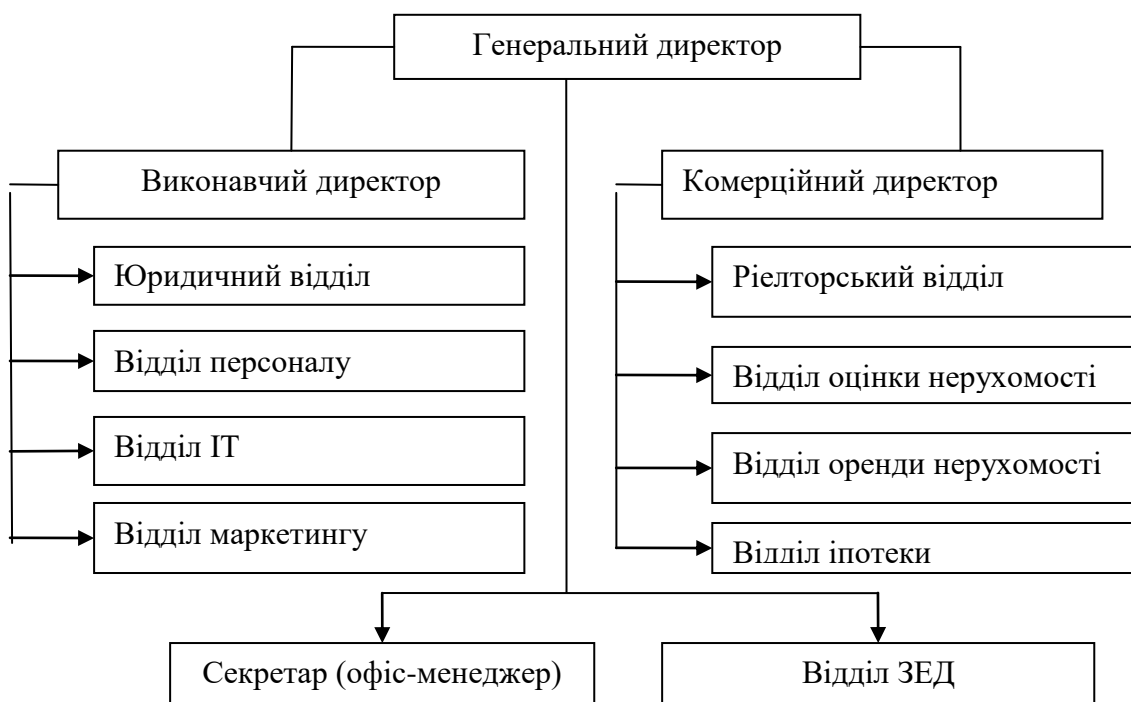 Генеральний директор
Виконавчий директор
Комерційний директор
Юридичний відділ
Ріелторський відділ
Відділ персоналу
Відділ оцінки нерухомості
Відділ ІТ
Відділ оренди нерухомості
Відділ маркетингу
Відділ іпотеки
Секретар (офіс-менеджер)
Відділ ЗЕД